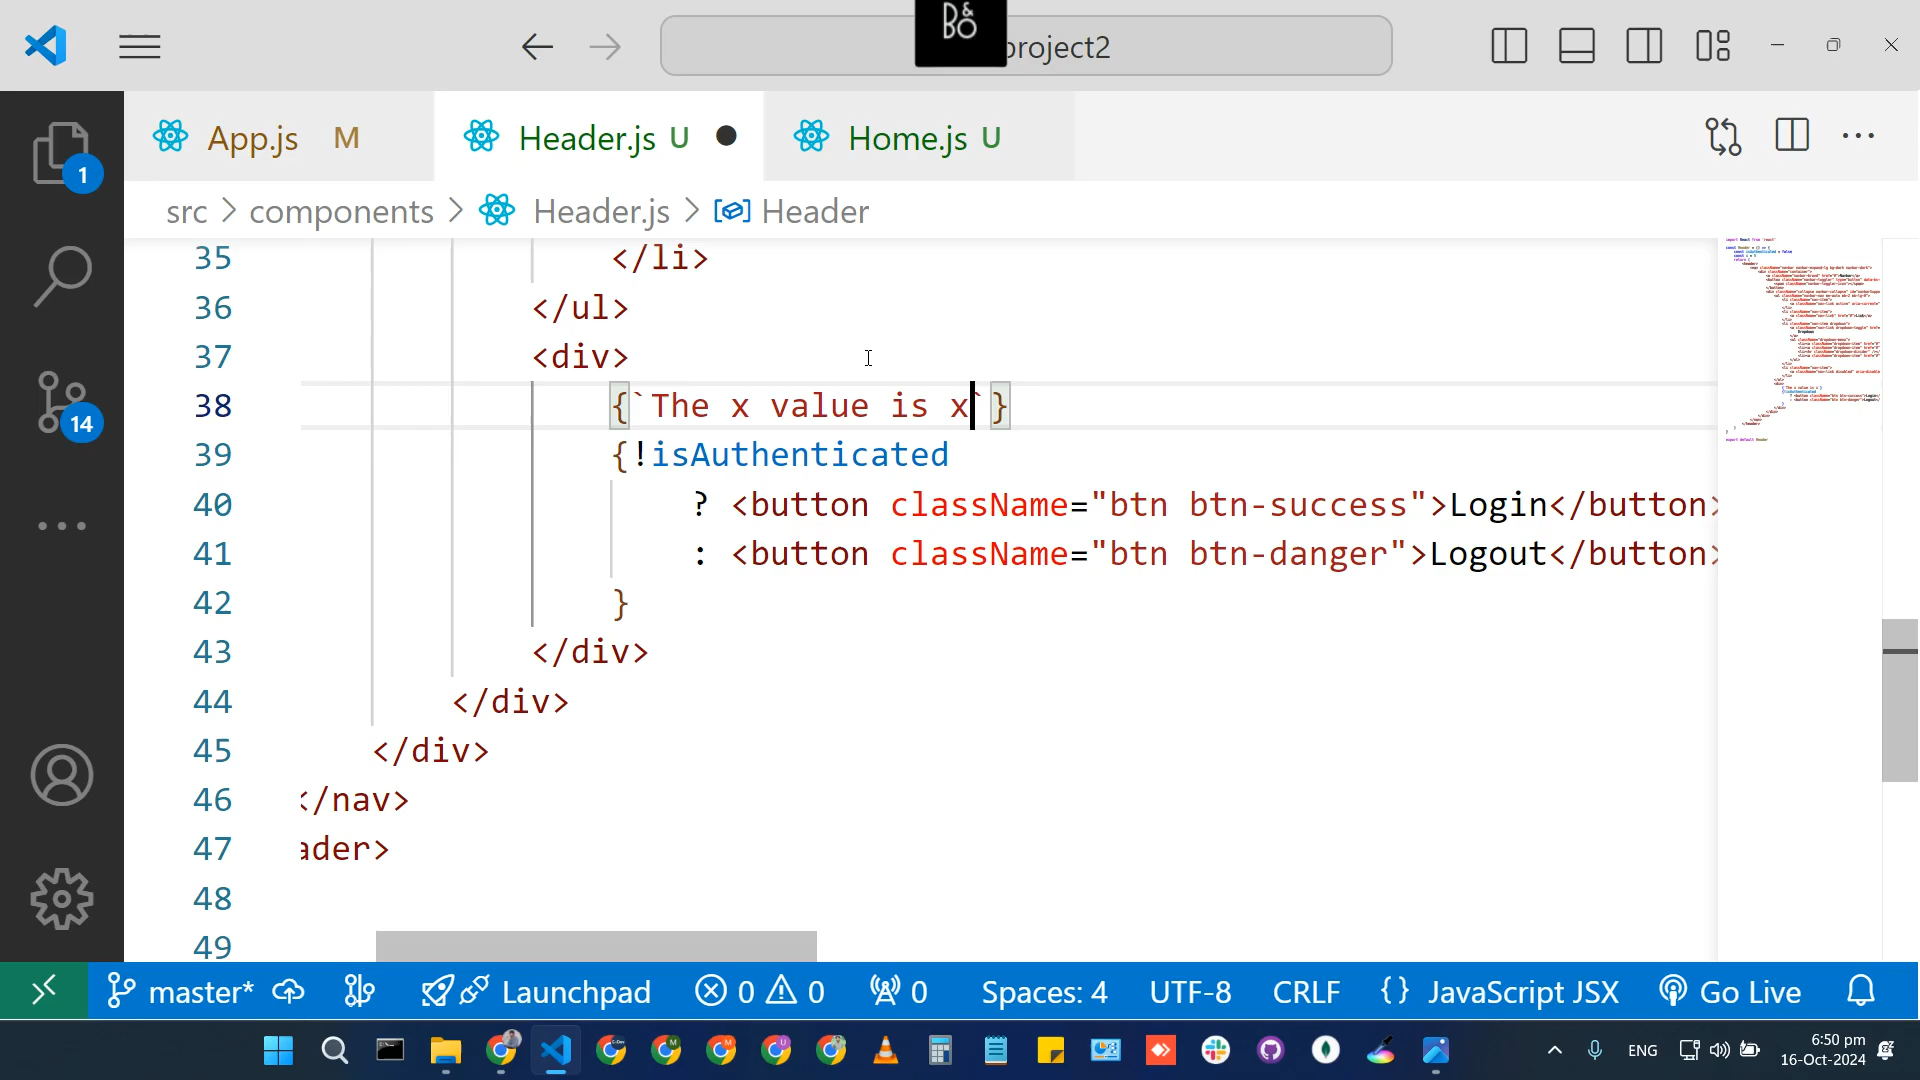 B&O
project2
App.js M
Header.js U
Home.js U
src > components > Header.js > Header
35 </li>
36 </ul>
37 <div>
38 {`The x value is x`}
39 {!isAuthenticated
40 ? <button className="btn btn-success">Login</button>
41 : <button className="btn btn-danger">Logout</button>
42 }
43 </div>
44 </div>
45 </div>
46 </nav>
47 ader>
48
49
1
14
master* Launchpad 0 0 0 Spaces: 4 UTF-8 CRLF {} JavaScript JSX Go Live
ENG
6:50 pm
16-Oct-2024